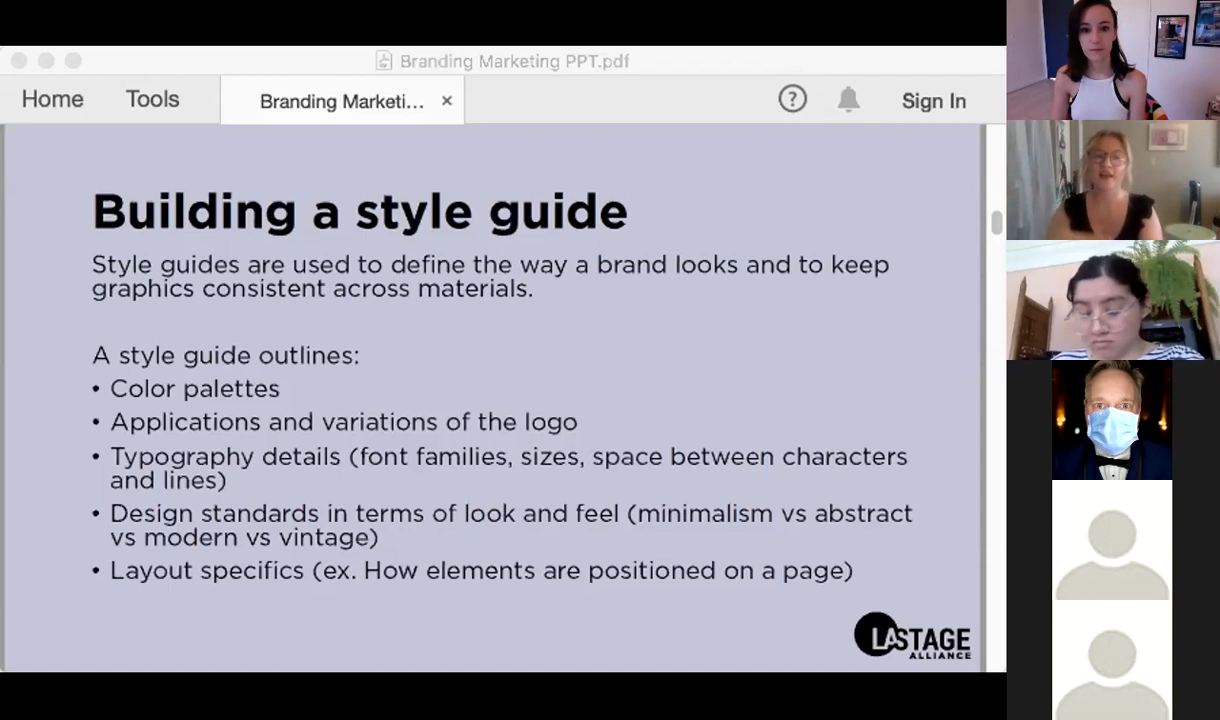 Branding Marketing PPT.pdf
Home Tools Branding Marketi... × ? Sign In
Building a style guide
Style guides are used to define the way a brand looks and to keep
graphics consistent across materials.
A style guide outlines:
• Color palettes
• Applications and variations of the logo
• Typography details (font families, sizes, space between characters
and lines)
• Design standards in terms of look and feel (minimalism vs abstract
vs modern vs vintage)
• Layout specifics (ex. How elements are positioned on a page)
LASTAGE
ALLIANCE